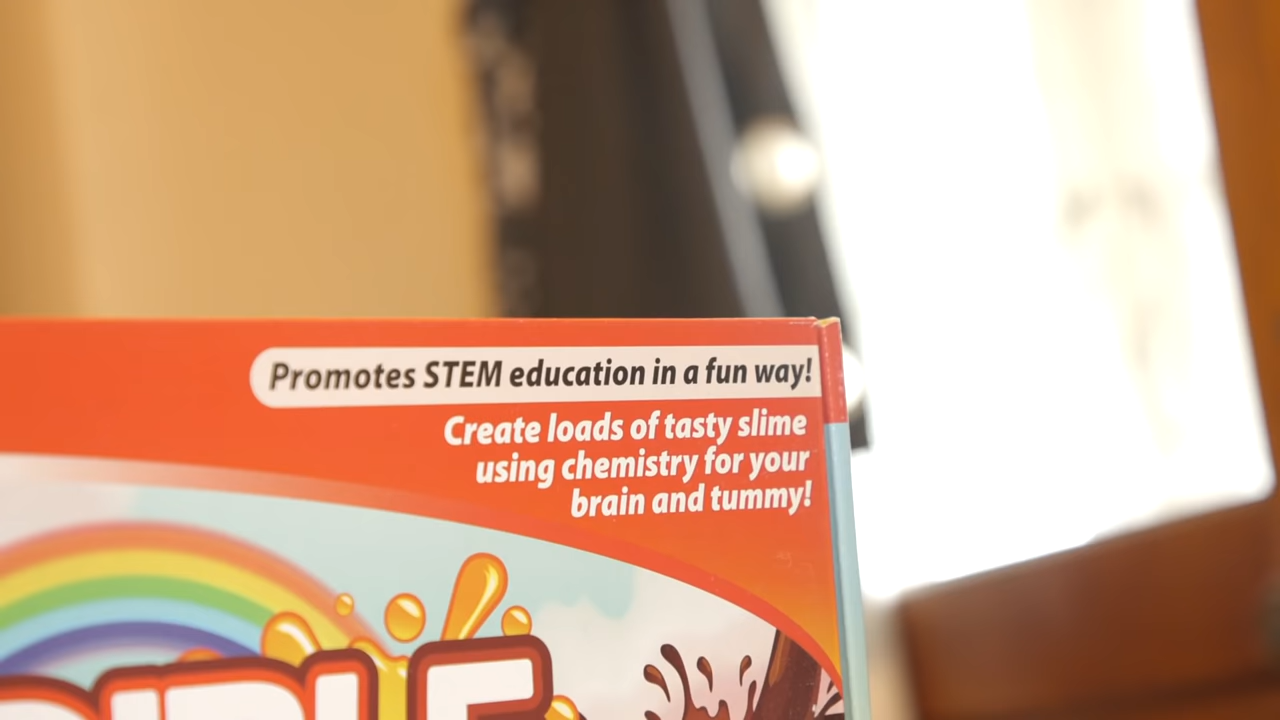 Promotes STEM education in a fun way!
Create loads of tasty slime
using chemistry for your
brain and tummy!